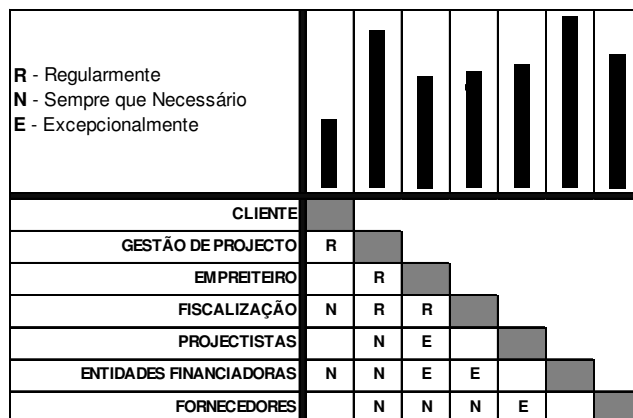 R - Regularmente
N - Sempre que Necessário
E - Excepcionalmente
CLIENTE
GESTÃO DE PROJECTO R
EMPREITEIRO R
FISCALIZAÇÃO N R R
PROJECTISTAS N E
ENTIDADES FINANCIADORAS N N E E
FORNECEDORES N N N E